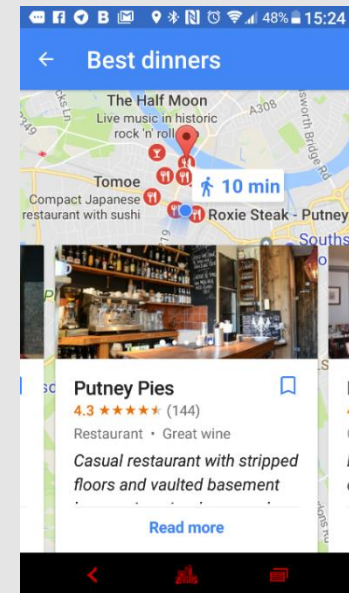 48% 15:24
Best dinners
The Half Moon
Live music in historic
rock 'n' roll
A308
Tomoe
Compact Japanese
restaurant with sushi
10 min
Roxie Steak - Putney
Souths
Putney Pies
4.3 ★★★★★ (144)
Restaurant • Great wine
Casual restaurant with stripped
floors and vaulted basement
Read more